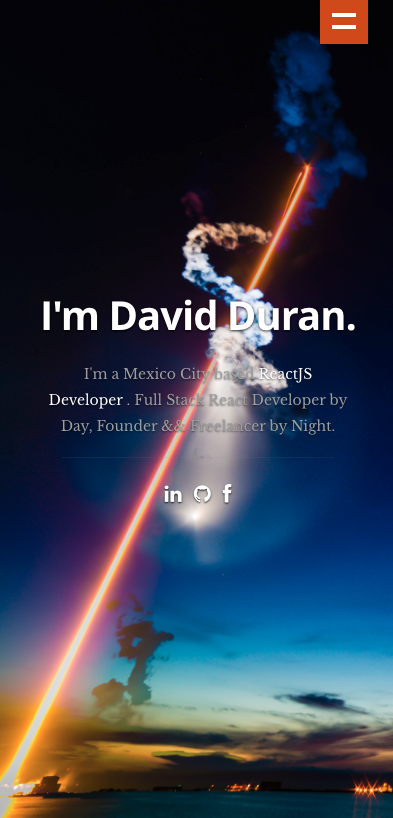 I'm David Duran.
I'm a Mexico City based ReactJS
Developer . Full Stack React Developer by
Day, Founder && Freelancer by Night.